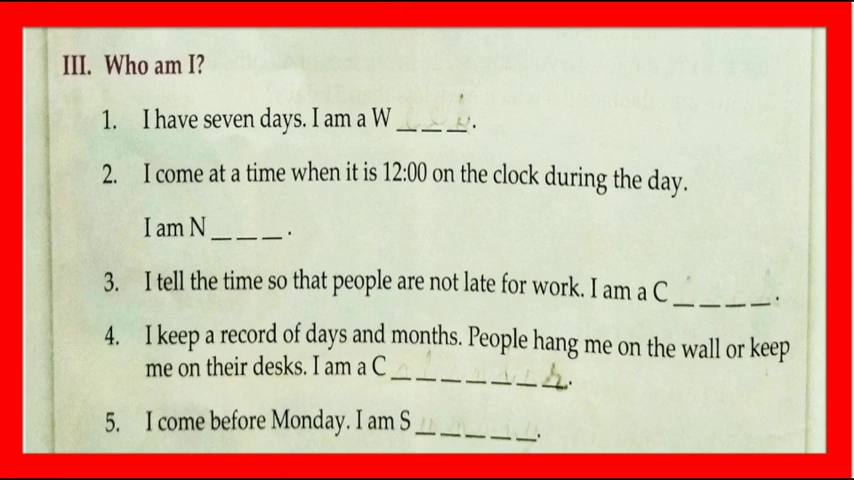 III. Who am I?
1. I have seven days. I am a W _ _ _.
2. I come at a time when it is 12:00 on the clock during the day.
I am N _ _ _.
3. I tell the time so that people are not late for work. I am a C _ _ _ _.
4. I keep a record of days and months. People hang me on the wall or keep
me on their desks. I am a C _ _ _ _ _ _ _.
5. I come before Monday. I am S _ _ _ _ _.